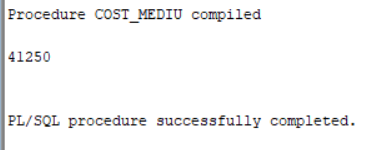 Procedure COST_MEDIU compiled
41250
PL/SQL procedure successfully completed.